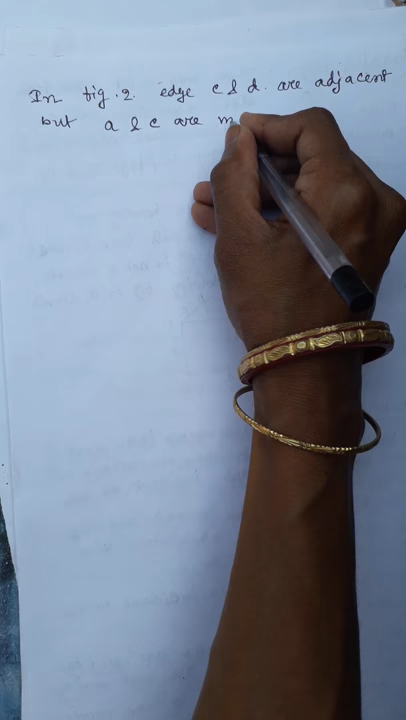 In fig. 2. edge c & d. are adjacent
but a & c are